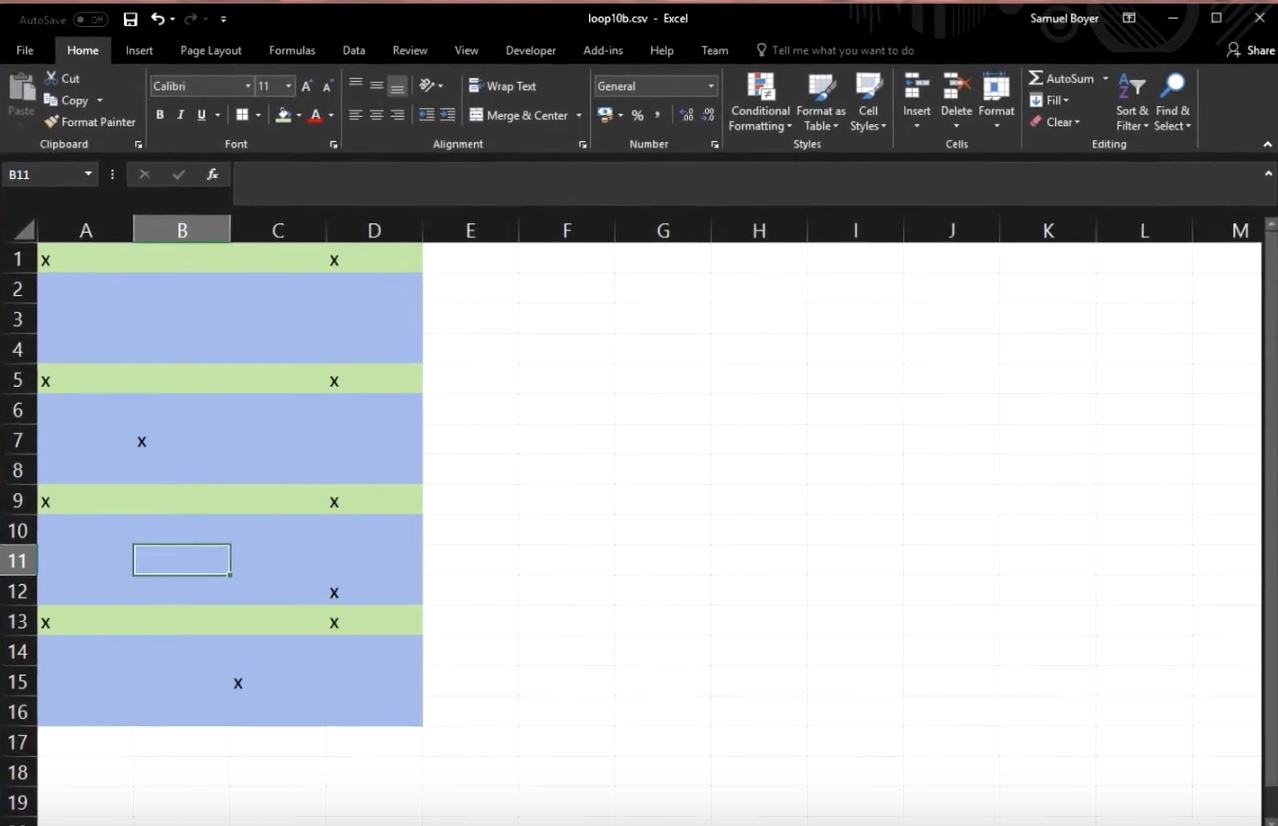 AutoSave Off loop10b.csv - Excel Samuel Boyer
File Home Insert Page Layout Formulas Data Review View Developer Add-ins Help Team Tell me what you want to do Share
Paste Cut Calibri 11 A A Wrap Text General Conditional Formatting Format as Table Cell Styles Insert Delete Format AutoSum Sort & Filter Find & Select
Copy Fill
Format Painter B I U A Merge & Center % , Clear
Clipboard Font Alignment Number Styles Cells Editing
B11 fx
A B C D E F G H I J K L M
1 x x
2
3
4
5 x x
6
7 x
8
9 x x
10
11
12 x
13 x x
14
15 x
16
17
18
19